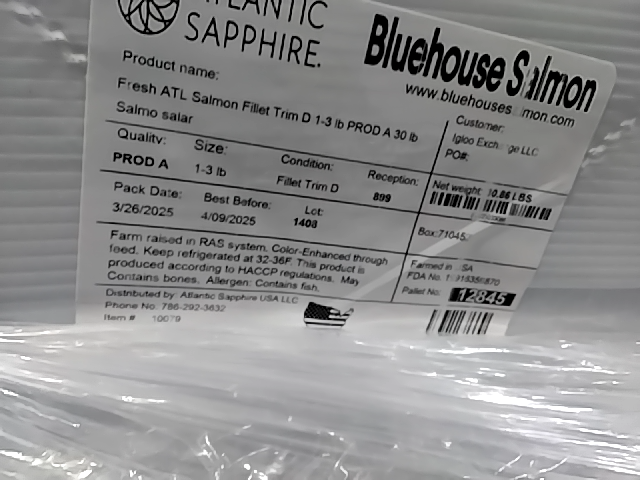 ATLANTIC
SAPPHIRE.
Bluehouse Salmon
Product name:
Fresh ATL Salmon Fillet Trim D 1-3 lb PROD A 30 lb
Salmo salar
Customer:
Igloo LLC
PO#:
Quality:
PROD A
Size:
1-3 lb
Condition:
Fillet Trim D
Reception:
899
Net weight: LBS
Pack Date:
3/26/2025
Best Before:
4/09/2025
Lot:
1408
Farm raised in RAS system. Color-Enhanced through
feed. Keep refrigerated at 32-36F. This product is
produced according to HACCP regulations. May
Contains bones. Allergen: Contains fish.
Farmed in
FDA No.
Pallet No: 12845
Distributed by: Atlantic Sapphire USA LLC
Phone No: 786-292-3632
Item # 10079